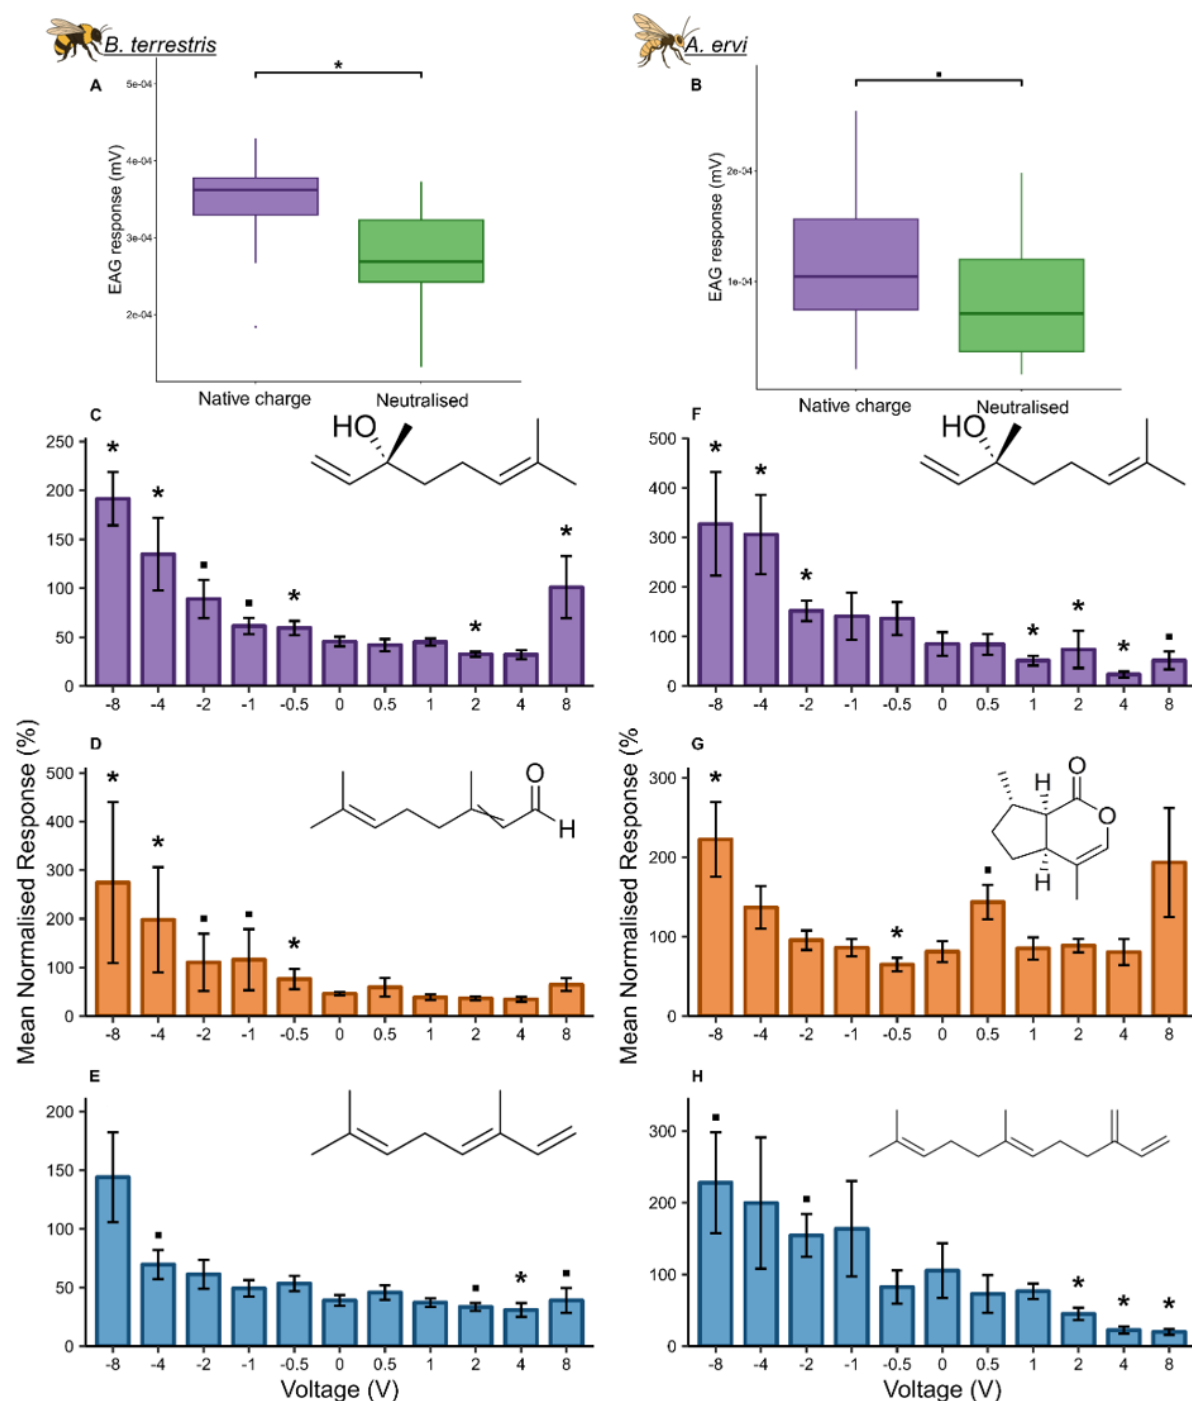 B. terrestris
A. ervi
A
*
5e-04
4e-04
3e-04
2e-04
EAG response (mV)
Native charge
Neutralised
B
2e-04
1e-04
EAG response (mV)
Native charge
Neutralised
C
HO
250
200
150
100
50
0
* * * * *
-8 -4 -2 -1 -0.5 0 0.5 1 2 4 8
F
HO
500
400
300
200
100
0
* * * * * *
-8 -4 -2 -1 -0.5 0 0.5 1 2 4 8
Mean Normalised Response (%)
D
O
H
500
400
300
200
100
0
* * *
-8 -4 -2 -1 -0.5 0 0.5 1 2 4 8
Mean Normalised Response (%
G
H
O
O
H
300
200
100
0
* *
-8 -4 -2 -1 -0.5 0 0.5 1 2 4 8
E
200
150
100
50
0
*
-8 -4 -2 -1 -0.5 0 0.5 1 2 4 8
Voltage (V)
H
300
200
100
0
* * *
-8 -4 -2 -1 -0.5 0 0.5 1 2 4 8
Voltage (V)